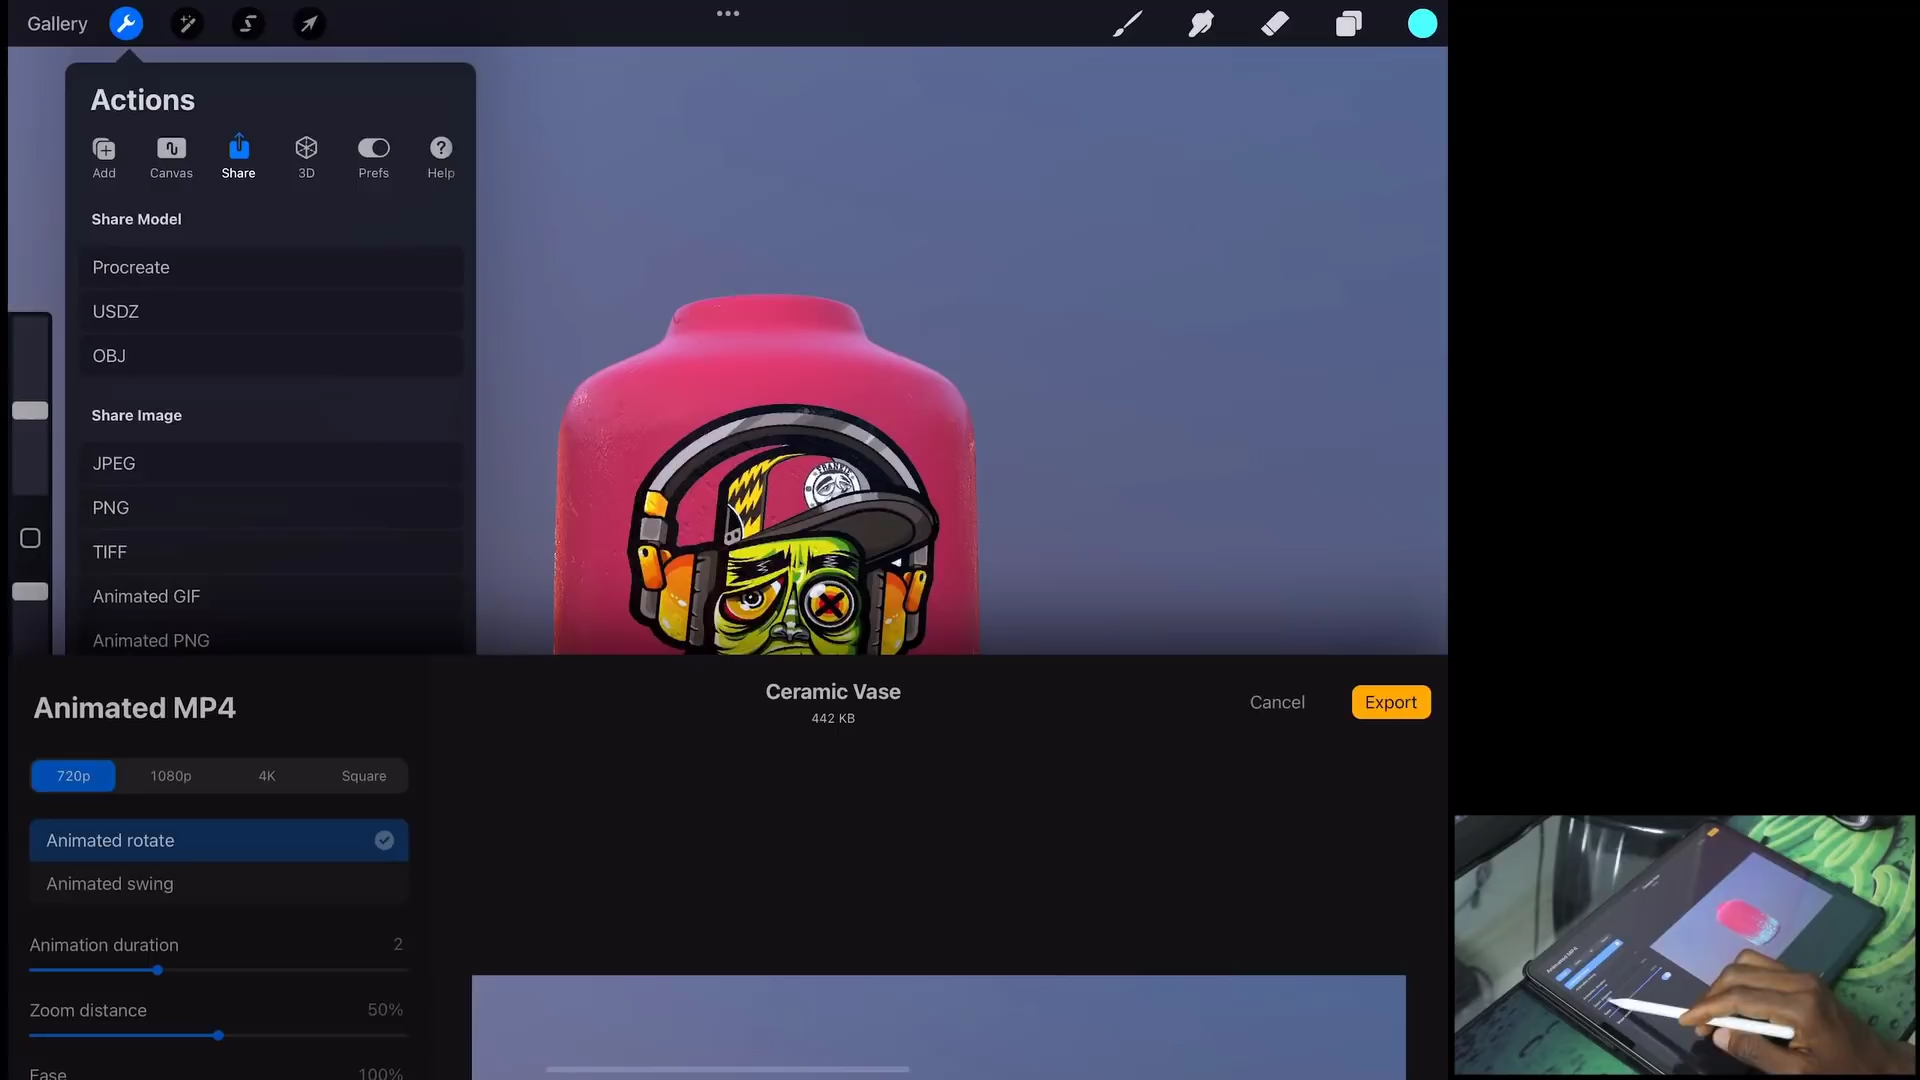 Gallery
Actions
Add
Canvas
Share
3D
Prefs
Help
Share Model
Procreate
USDZ
OBJ
Share Image
JPEG
PNG
TIFF
Animated GIF
Animated PNG
FRANKIE
Animated MP4
Ceramic Vase
442 KB
Cancel
Export
720p
1080p
4K
Square
Animated rotate
Animated swing
Animation duration
2
Zoom distance
50%
Ease
100%